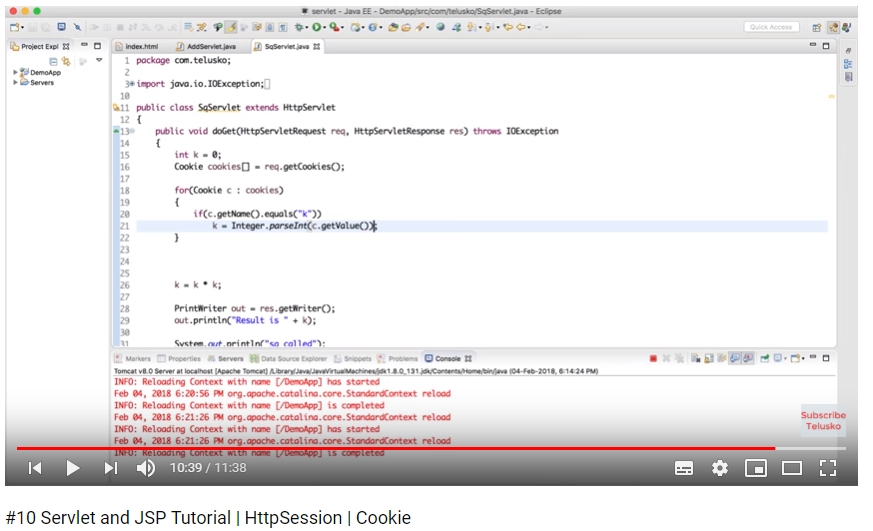 servlet - Java EE - DemoApp/src/com/telusko/SqServlet.java - Eclipse
Quick Access
Project Expl
index.html
AddServlet.java
SqServlet.java
DemoApp
Servers
1 package com.telusko;
2
3 import java.io.IOException;
10
11 public class SqServlet extends HttpServlet
12 {
13 public void doGet(HttpServletRequest req, HttpServletResponse res) throws IOException
14 {
15 int k = 0;
16 Cookie cookies[] = req.getCookies();
17
18 for(Cookie c : cookies)
19 {
20 if(c.getName().equals("k"))
21 k = Integer.parseInt(c.getValue());
22 }
23
24
25
26 k = k * k;
27
28 PrintWriter out = res.getWriter();
29 out.println("Result is " + k);
30
31 System.out.println("sq called");
Markers Properties Servers Data Source Explorer Snippets Problems Console
Tomcat v8.0 Server at localhost [Apache Tomcat] /Library/Java/JavaVirtualMachines/jdk1.8.0_131.jdk/Contents/Home/bin/java (04-Feb-2018, 6:14:24 PM)
INFO: Reloading Context with name [/DemoApp] has started
Feb 04, 2018 6:20:56 PM org.apache.catalina.core.StandardContext reload
INFO: Reloading Context with name [/DemoApp] is completed
Feb 04, 2018 6:21:26 PM org.apache.catalina.core.StandardContext reload
INFO: Reloading Context with name [/DemoApp] has started
Feb 04, 2018 6:21:26 PM org.apache.catalina.core.StandardContext reload
INFO: Reloading Context with name [/DemoApp] is completed
Subscribe
Telusko
10:39 / 11:38
#10 Servlet and JSP Tutorial | HttpSession | Cookie